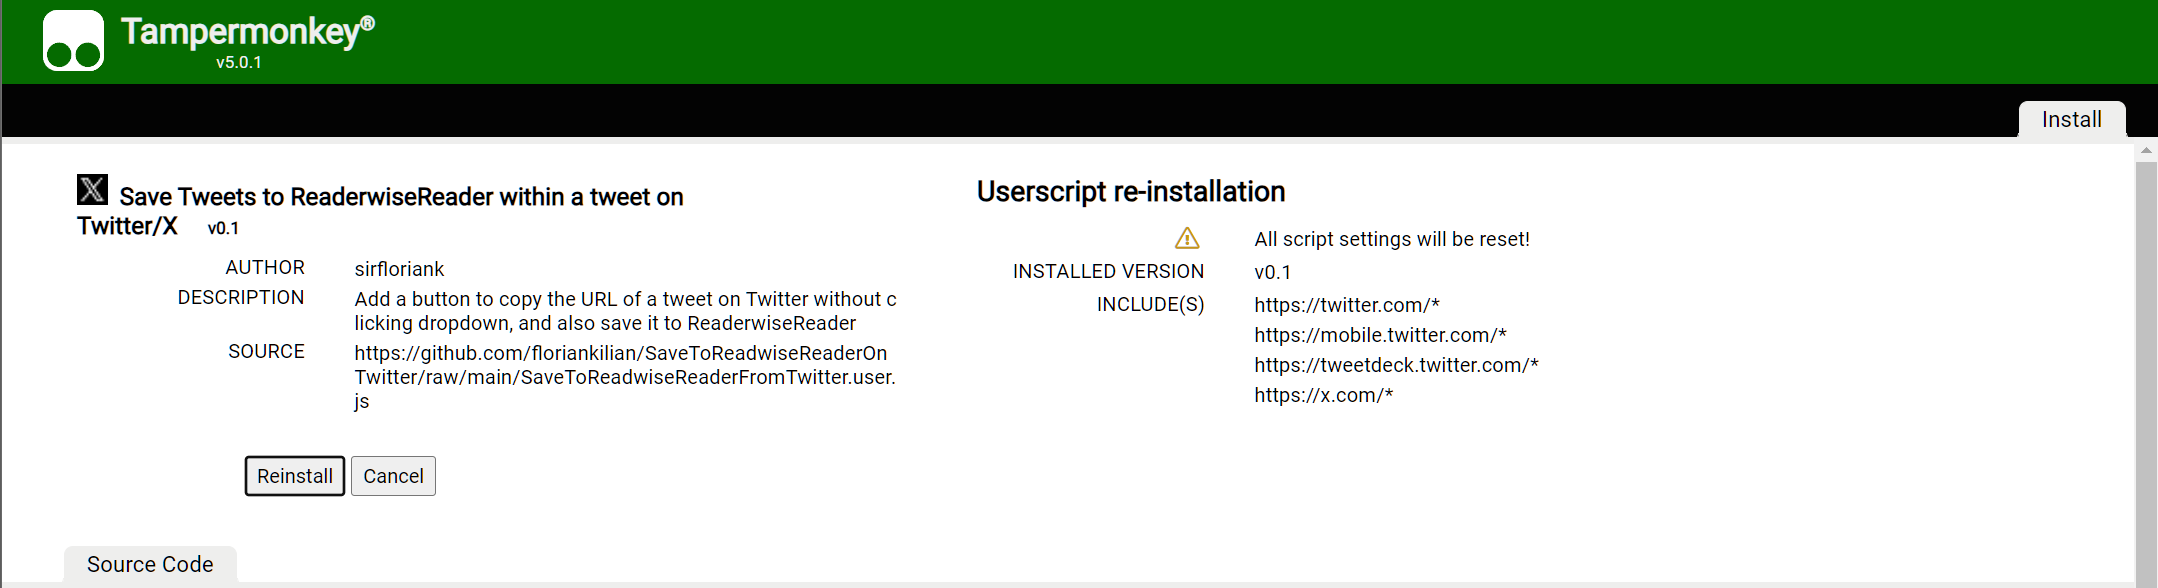 Tampermonkey®
v5.0.1
Install
Save Tweets to ReaderwiseReader within a tweet on
Twitter/X v0.1
AUTHOR sirfloriank
DESCRIPTION Add a button to copy the URL of a tweet on Twitter without c
licking dropdown, and also save it to ReaderwiseReader
SOURCE https://github.com/floriankilian/SaveToReadwiseReaderOn
Twitter/raw/main/SaveToReadwiseReaderFromTwitter.user.
js
Reinstall Cancel
Userscript re-installation
All script settings will be reset!
INSTALLED VERSION v0.1
INCLUDE(S) https://twitter.com/*
https://mobile.twitter.com/*
https://tweetdeck.twitter.com/*
https://x.com/*
Source Code